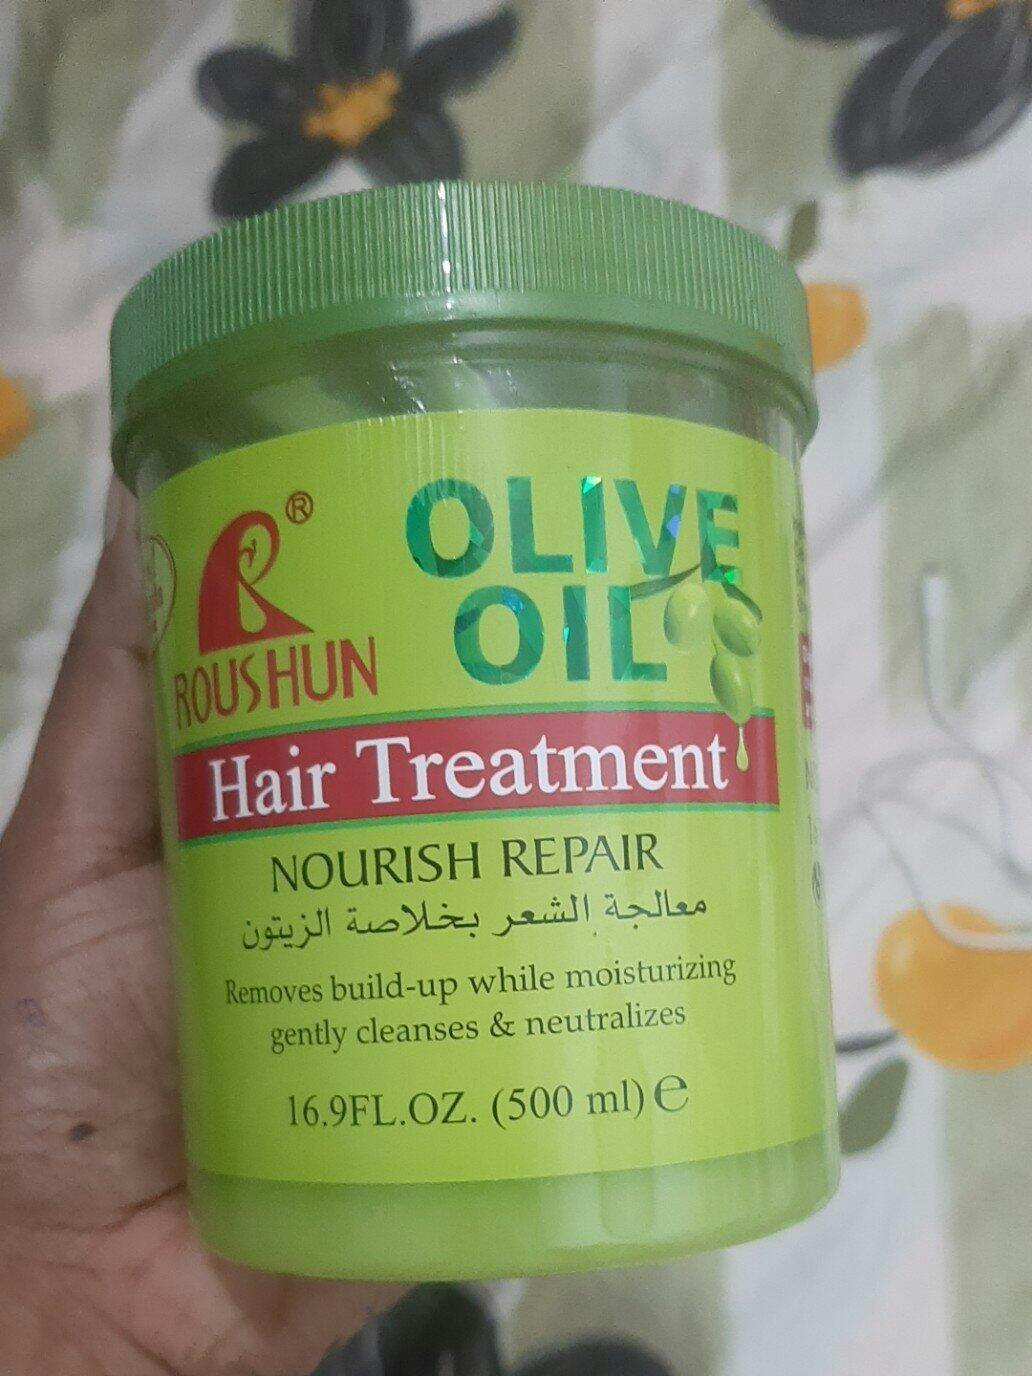 ®
ROUSHUN
OLIVE
OIL
Hair Treatment
NOURISH REPAIR
معالجة الشعر بخلاصة الزيتون
Removes build-up while moisturizing
gently cleanses & neutralizes
16.9FL.OZ. (500 ml) ℮